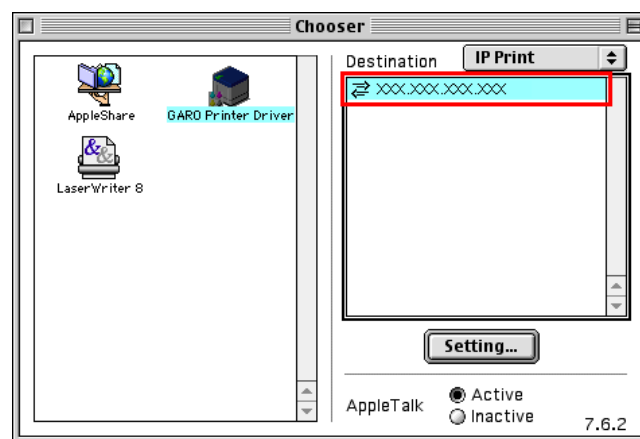 Chooser
AppleShare
GARO Printer Driver
LaserWriter 8
Destination IP Print
XXX.XXX.XXX.XXX
Setting...
AppleTalk
Active
Inactive
7.6.2